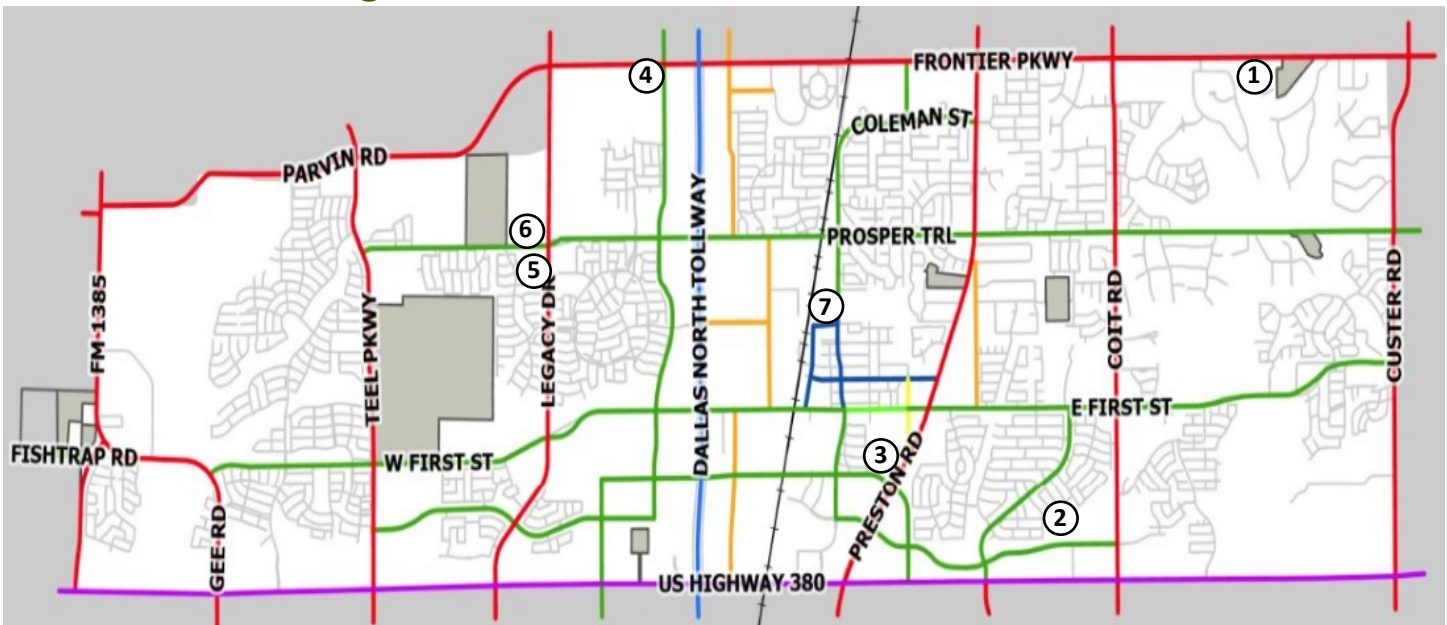 4
1
FRONTIER PKWY
COLEMAN ST
PARVIN RD
6
PROSPER TRL
5
7
FM 1385
TEEL PKWY
LEGACY DR
DALLAS NORTH TOLLWAY
COIT RD
CUSTER RD
E FIRST ST
FISHTRAP RD
W FIRST ST
3
PRESTON RD
2
GEE RD
US HIGHWAY 380